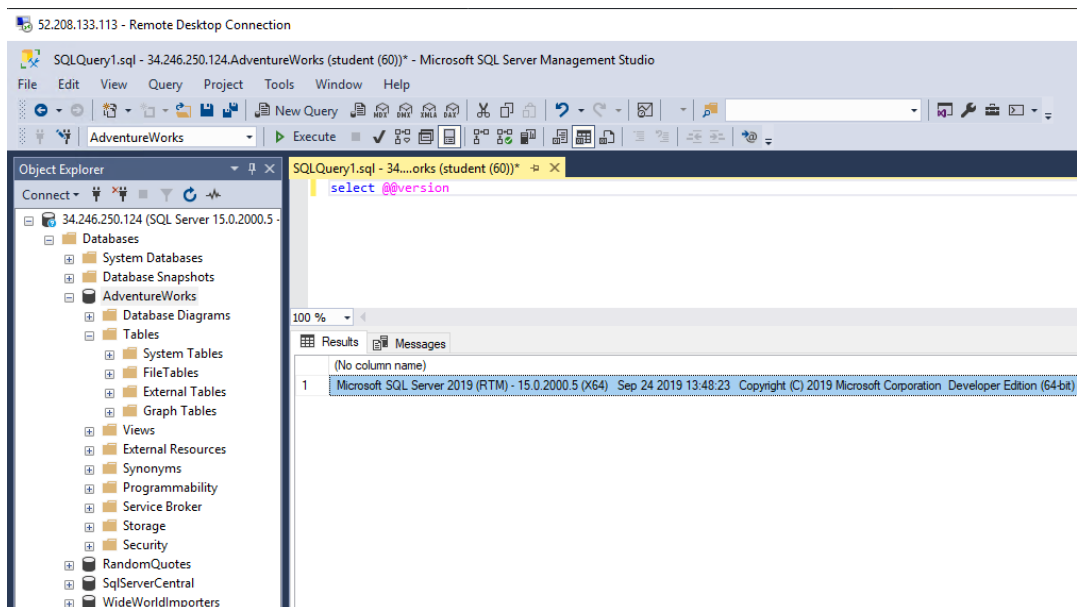 52.208.133.113 - Remote Desktop Connection
SQLQuery1.sql - 34.246.250.124.AdventureWorks (student (60))* - Microsoft SQL Server Management Studio
File Edit View Query Project Tools Window Help
New Query MDX DMX XMLA DAX
AdventureWorks Execute
Object Explorer
SQLQuery1.sql - 34....orks (student (60))*
Connect
select @@version
34.246.250.124 (SQL Server 15.0.2000.5 -
Databases
System Databases
Database Snapshots
AdventureWorks
Database Diagrams
Tables
System Tables
FileTables
External Tables
Graph Tables
Views
External Resources
Synonyms
Programmability
Service Broker
Storage
Security
RandomQuotes
SqlServerCentral
WideWorldImporters
100 %
Results Messages
(No column name)
1 Microsoft SQL Server 2019 (RTM) - 15.0.2000.5 (X64) Sep 24 2019 13:48:23 Copyright (C) 2019 Microsoft Corporation Developer Edition (64-bit)